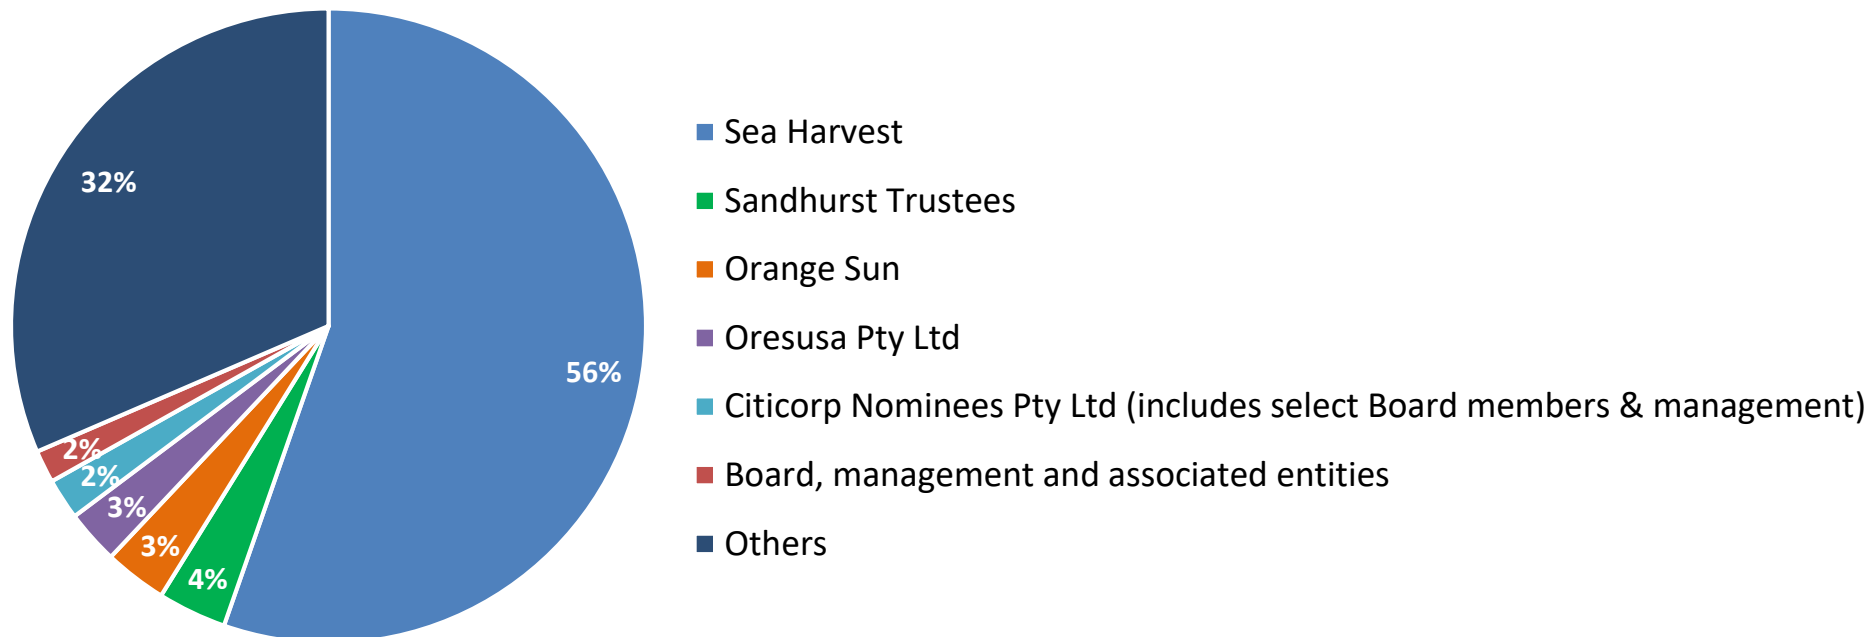 32%
56%
2%
2%
3%
3%
4%
Sea Harvest
Sandhurst Trustees
Orange Sun
Oresusa Pty Ltd
Citicorp Nominees Pty Ltd (includes select Board members & management)
Board, management and associated entities
Others